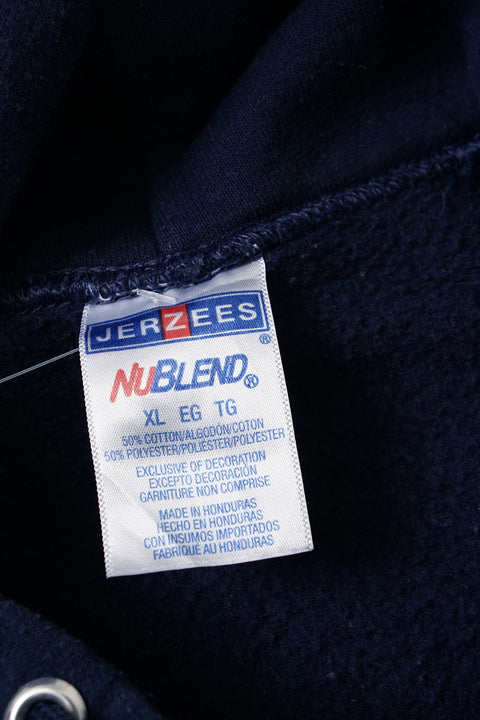 JERZEES®
NUBLEND®
XL EG TG
50% COTTON/ALGODÓN/COTON
50% POLYESTER/POLIÉSTER/POLYESTER
EXCLUSIVE OF DECORATION
EXCEPTO DECORACIÓN
GARNITURE NON COMPRISE
MADE IN HONDURAS
HECHO EN HONDURAS
CON INSUMOS IMPORTADOS
FABRIQUÉ AU HONDURAS